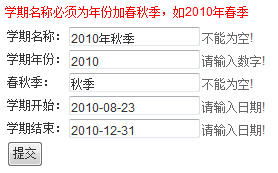 学期名称必须为年份加春秋季，如2010年春季
学期名称： 2010年秋季 不能为空!
学期年份： 2010 请输入数字!
春秋季： 秋季 不能为空!
学期开始： 2010-08-23 请输入日期!
学期结束： 2010-12-31 请输入日期!
提交